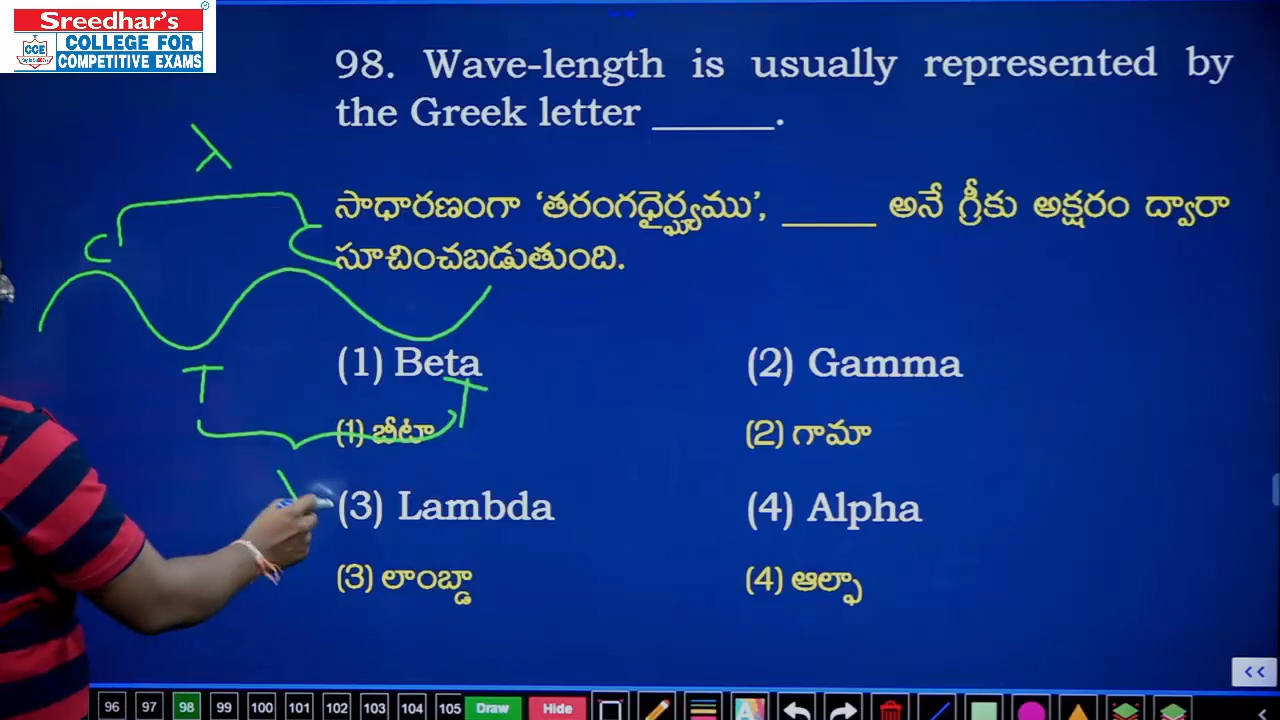 Sreedhar's
CCE
COLLEGE FOR
COMPETITIVE EXAMS
98. Wave-length is usually represented by
the Greek letter ______.
λ
సాధారణంగా ‘తరంగధైర్ఘ్యము’, _____ అనే గ్రీకు అక్షరం ద్వారా
సూచించబడుతుంది.
C C
(1) Beta (2) Gamma
T T
(1) బీటా (2) గామా
(3) Lambda (4) Alpha
(3) లాంబ్డా (4) ఆల్ఫా
<<
96 97 98 99 100 101 102 103 104 105 Draw Hide